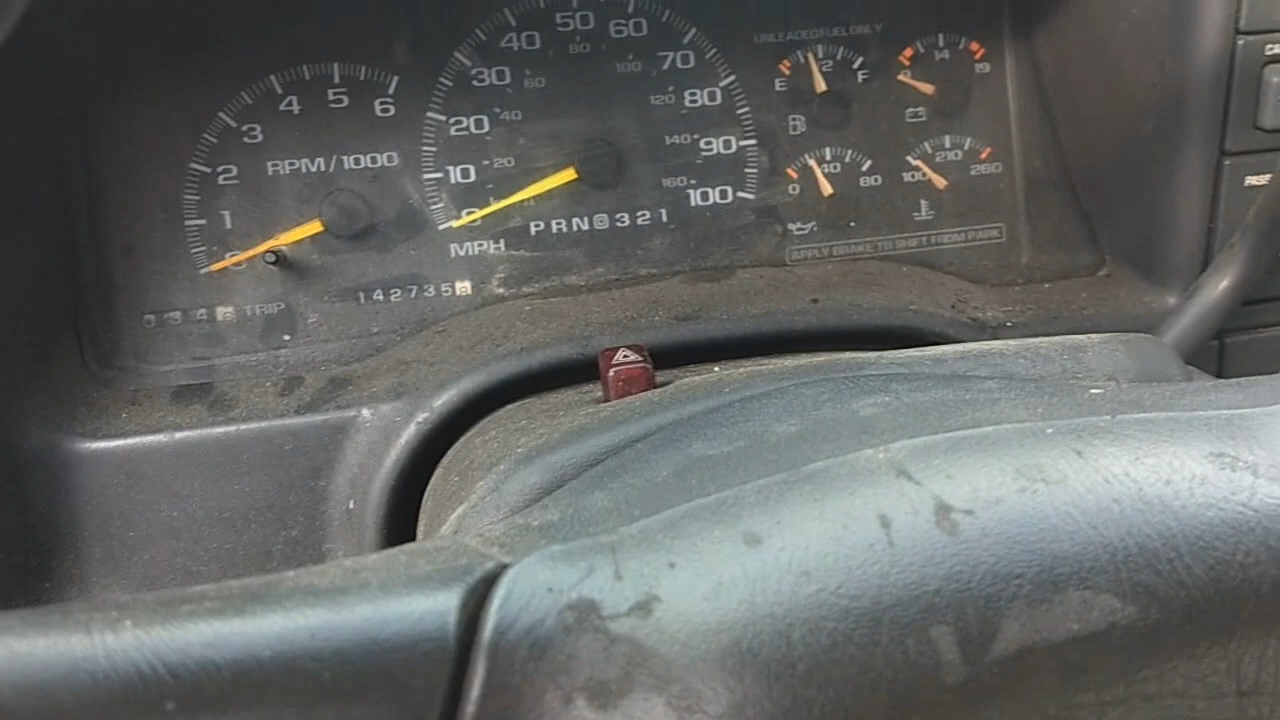 1 2 3 4 5 6
RPM/1000
TRIP
142735
10 20 30 40 50 60 70 80 90 100
20 40 60 80 100 120 140 160
MPH
PRND321
UNLEADED FUEL ONLY
E F
14 19
0 40 80
100 210 260
APPLY BRAKE TO SHIFT FROM PARK